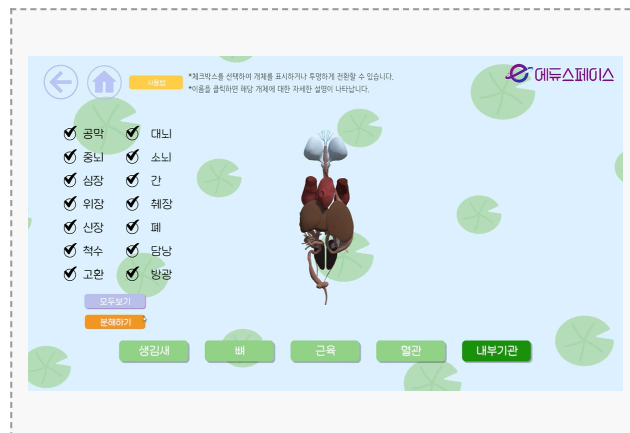 사용법
*체크박스를 선택하여 개체를 표시하거나 투명하게 전환할 수 있습니다.
*이름을 클릭하면 해당 개체에 대한 자세한 설명이 나타납니다.
에듀스페이스
공막 대뇌
중뇌 소뇌
심장 간
위장 췌장
신장 폐
척수 담낭
고환 방광
모두보기
분해하기
생김새 뼈 근육 혈관 내부기관